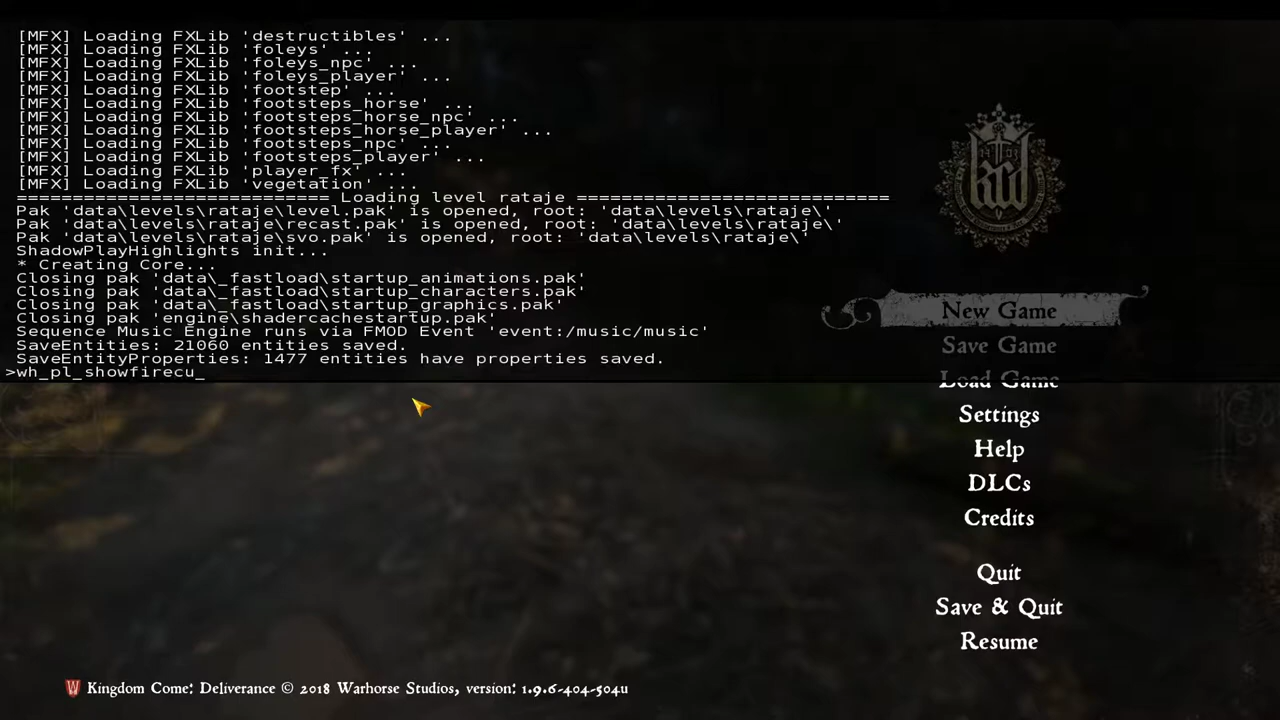 [MFX] Loading FXLib 'destructibles' ...
[MFX] Loading FXLib 'foleys' ...
[MFX] Loading FXLib 'foleys_npc' ...
[MFX] Loading FXLib 'foleys_player' ...
[MFX] Loading FXLib 'footstep' ...
[MFX] Loading FXLib 'footsteps_horse' ...
[MFX] Loading FXLib 'footsteps_horse_npc' ...
[MFX] Loading FXLib 'footsteps_horse_player' ...
[MFX] Loading FXLib 'footsteps_npc' ...
[MFX] Loading FXLib 'footsteps_player' ...
[MFX] Loading FXLib 'player_fx' ...
[MFX] Loading FXLib 'vegetation' ...
============================ Loading level rataje ============================
Pak 'data\levels\rataje\level.pak' is opened, root: 'data\levels\rataje\'
Pak 'data\levels\rataje\recast.pak' is opened, root: 'data\levels\rataje\'
Pak 'data\levels\rataje\svo.pak' is opened, root: 'data\levels\rataje\'
ShadowPlayHighlights init...
* Creating Core...
Closing pak 'data\_fastload\startup_animations.pak'
Closing pak 'data\_fastload\startup_characters.pak'
Closing pak 'data\_fastload\startup_graphics.pak'
Closing pak 'engine\shadercachestartup.pak'
Sequence Music Engine runs via FMOD Event 'event:/music/music'
SaveEntities: 21060 entities saved.
SaveEntityProperties: 1477 entities have properties saved.
>wh_pl_showfirecu_
New Game
Save Game
Load Game
Settings
Help
DLCs
Credits
Quit
Save & Quit
Resume
Kingdom Come: Deliverance © 2018 Warhorse Studios, version: 1.9.6-404-504u